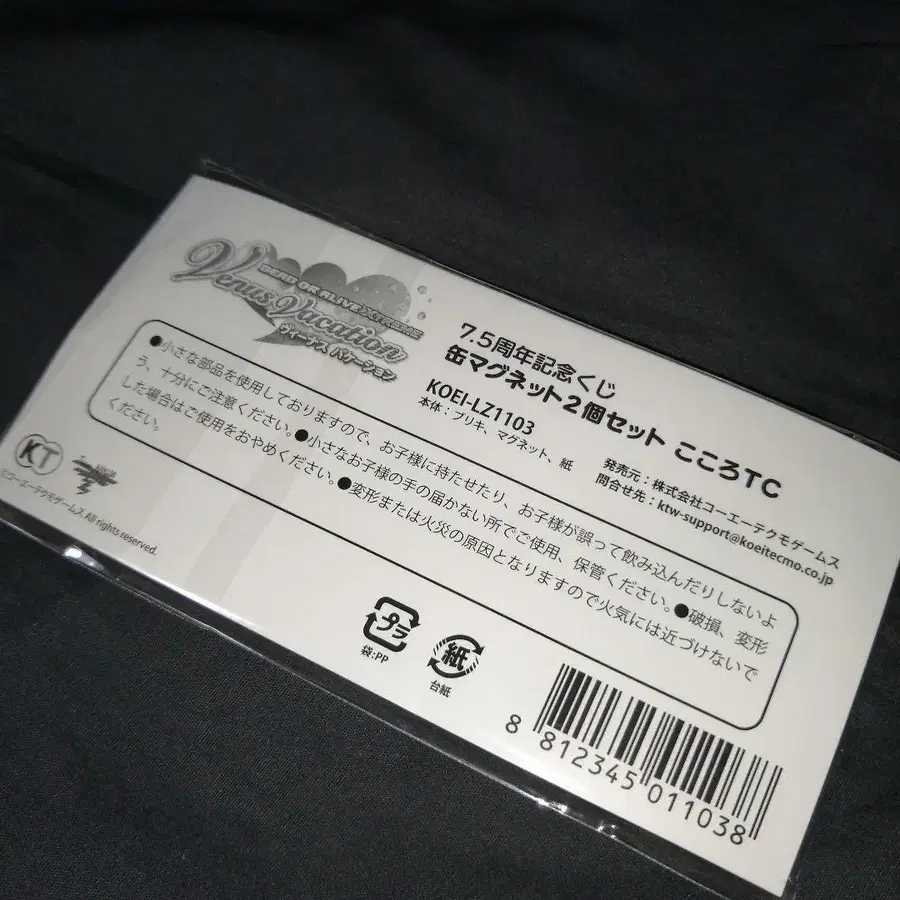 DEAD OR ALIVE XTREME
Venus Vacation
ヴィーナス バケーション
7.5周年記念くじ
缶マグネット2個セット こころTC
KOEI-LZ1103
本体：ブリキ、マグネット、紙
発売元：株式会社コーエーテクモゲームス
問合せ先：ktw-support@koeitecmo.co.jp
●小さな部品を使用しておりますので、お子様に持たせたり、お子様が誤って飲み込んだりしないよ
う、十分にご注意ください。●小さなお子様の手の届かない所でご使用、保管ください。●破損、変形
した場合はご使用をおやめください。●変形または火災の原因となりますので火気には近づけないで
ください。
KT
コーエーテクモゲームス All rights reserved.
プラ
袋:PP
紙
台紙
8 812345 011038